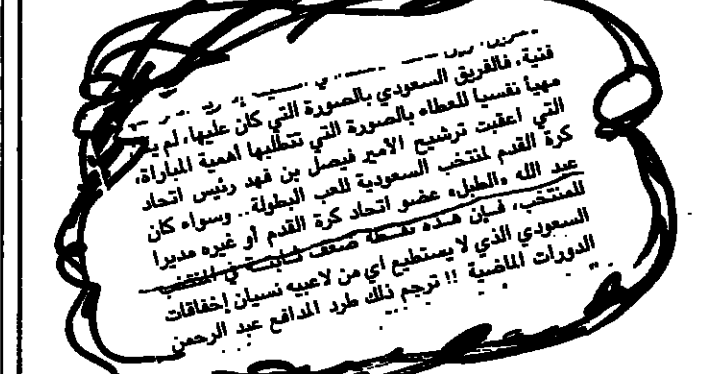 فنية، فالفريق السعودي بالصورة التي كان عليها، لم
مهيأ نفسيا للعطاء بالصورة التي تتطلبها أهمية المباراة،
التي اعقبت ترشيح الأمير فيصل بن فهد رئيس اتحاد
كرة القدم لمنتخب السعودية للعب البطولة.. وسواء كان
عبد الله «الطبل» عضو اتحاد كرة القدم أو غيره مديرا
للمنتخب، فإن هذه نقطة ضعف ثابتة في المنتخب
السعودي الذي لا يستطيع اي من لاعبيه نسيان إخفاقات
الدورات الماضية !! ترجم ذلك طرد المدافع عبد الرحمن